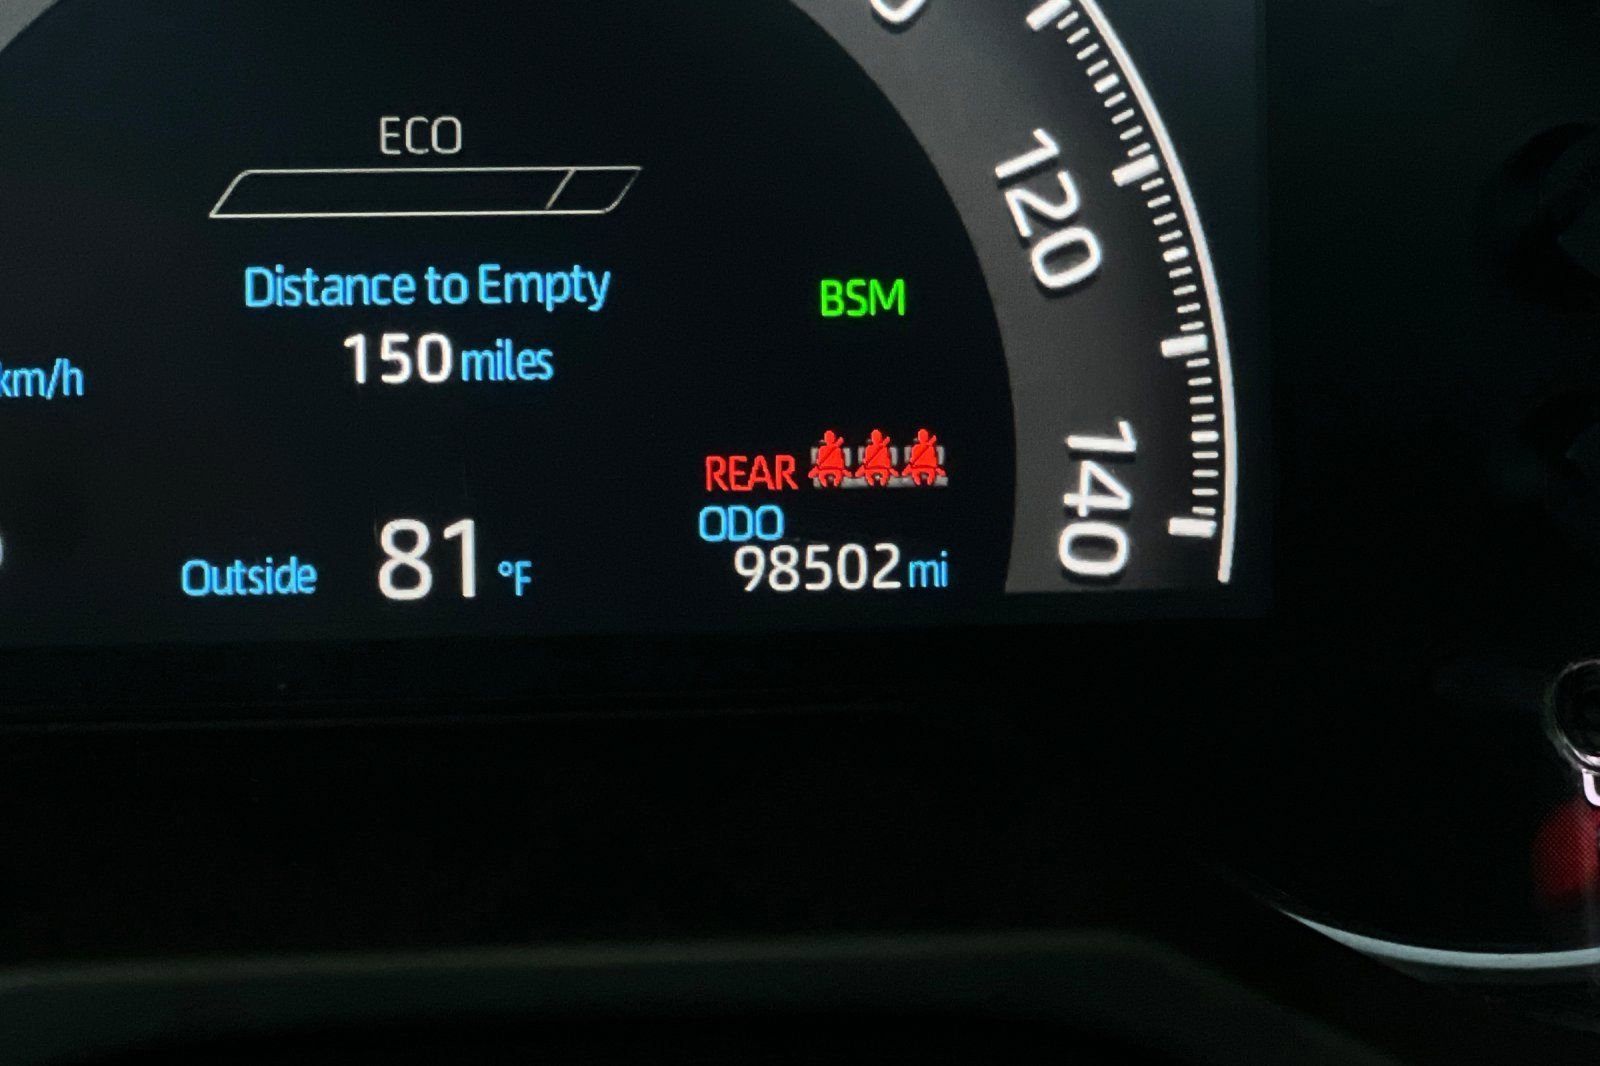 ECO
Distance to Empty
150 miles
km/h
BSM
REAR
ODO
98502 mi
Outside 81 °F
120
140